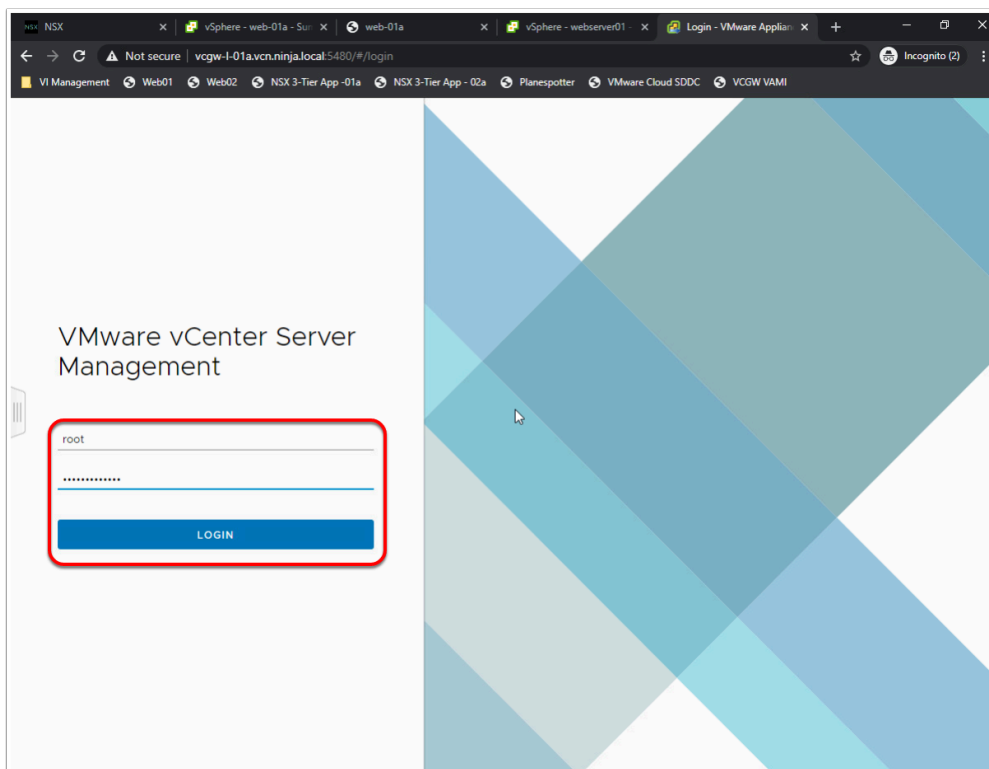 NSX NSX
vSphere - web-01a - Sum
web-01a
vSphere - webserver01 -
Login - VMware Applian
Not secure | vcgw-l-01a.vcn.ninja.local:5480/#/login
Incognito (2)
VI Management Web01 Web02 NSX 3-Tier App -01a NSX 3-Tier App - 02a Planespotter VMware Cloud SDDC VCGW VAMI
VMware vCenter Server
Management
root
.............
LOGIN